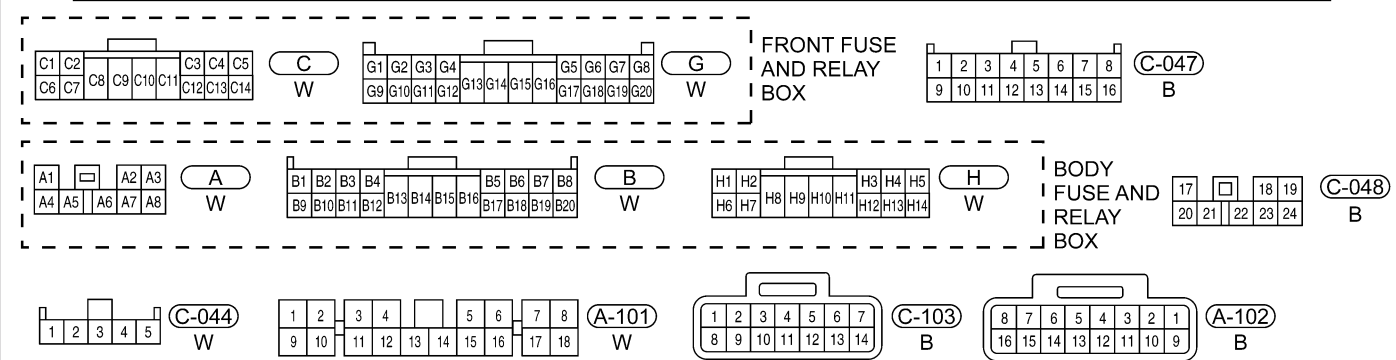 C1 C2 C8 C9 C10 C11 C3 C4 C5
C6 C7 C12 C13 C14
C
W
G1 G2 G3 G4 G13 G14 G15 G16 G5 G6 G7 G8
G9 G10 G11 G12 G17 G18 G19 G20
G
W
FRONT FUSE
AND RELAY
BOX
1 2 3 4 5 6 7 8
9 10 11 12 13 14 15 16
C-047
B
A1 A2 A3
A4 A5 A6 A7 A8
A
W
B1 B2 B3 B4 B13 B14 B15 B16 B5 B6 B7 B8
B9 B10 B11 B12 B17 B18 B19 B20
B
W
H1 H2 H8 H9 H10 H11 H3 H4 H5
H6 H7 H12 H13 H14
H
W
BODY
FUSE AND
RELAY
BOX
17 18 19
20 21 22 23 24
C-048
B
1 2 3 4 5
C-044
W
1 2 3 4 5 6 7 8
9 10 11 12 13 14 15 16 17 18
A-101
W
1 2 3 4 5 6 7
8 9 10 11 12 13 14
C-103
B
8 7 6 5 4 3 2 1
16 15 14 13 12 11 10 9
A-102
B